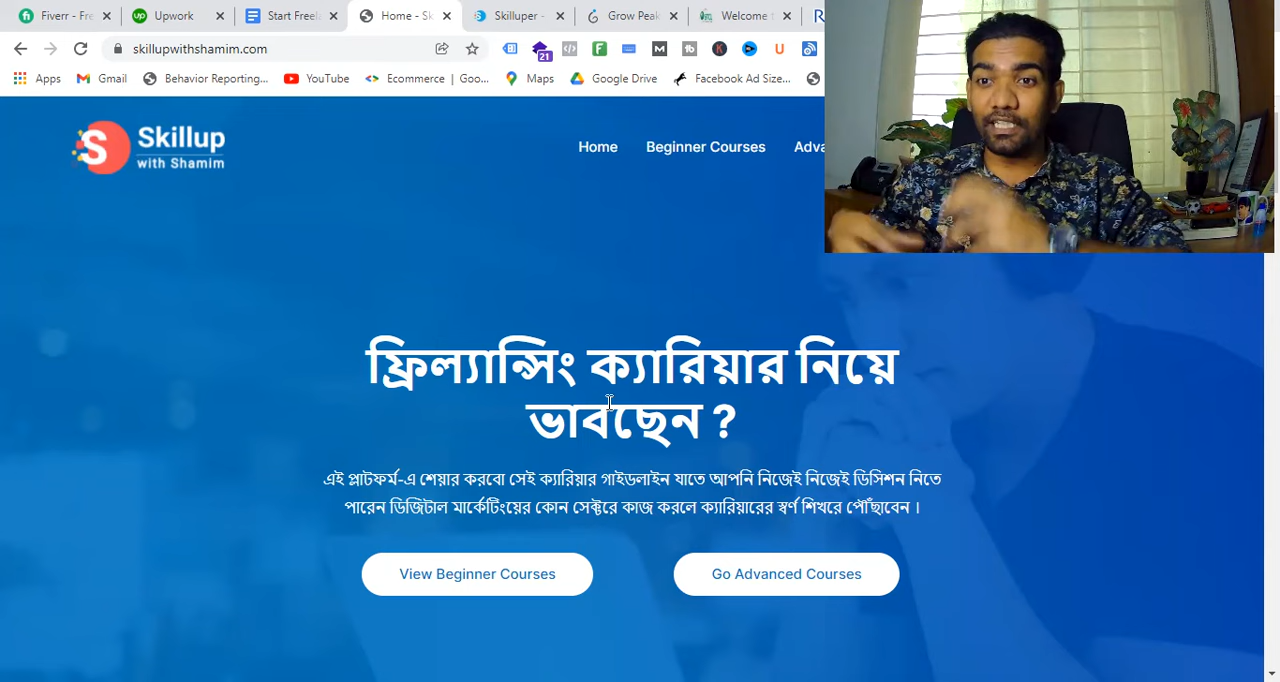 Fiverr - Fre
Upwork
Start Freela
Home - Sk
Skilluper -
Grow Peak
Welcome t
skillupwithshamim.com
21
Apps
Gmail
Behavior Reporting...
YouTube
Ecommerce | Goo...
Maps
Google Drive
Facebook Ad Size...
Skillup
with Shamim
Home
Beginner Courses
Adva
ফ্রিল্যান্সিং ক্যারিয়ার নিয়ে
ভাবছেন ?
এই প্লাটফর্ম-এ শেয়ার করবো সেই ক্যারিয়ার গাইডলাইন যাতে আপনি নিজেই নিজেই ডিসিশন নিতে
পারেন ডিজিটাল মার্কেটিংয়ের কোন সেক্টরে কাজ করলে ক্যারিয়ারের স্বর্ণ শিখরে পৌঁছাবেন ।
View Beginner Courses
Go Advanced Courses